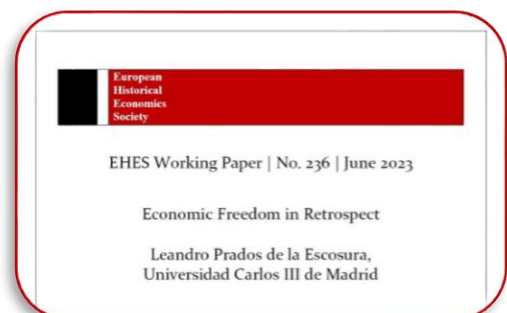 European
Historical
Economics
Society
EHES Working Paper | No. 236 | June 2023
Economic Freedom in Retrospect
Leandro Prados de la Escosura,
Universidad Carlos III de Madrid